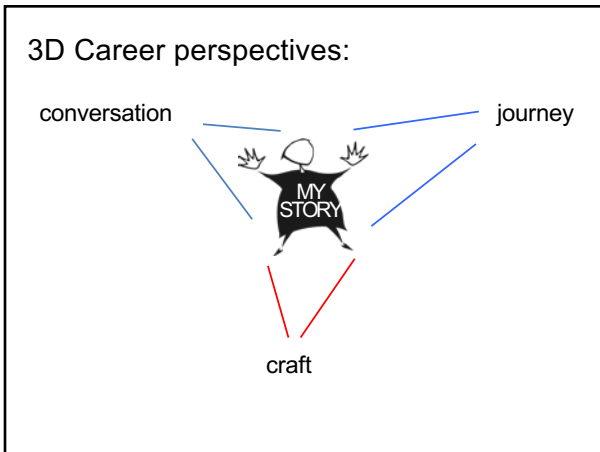 3D Career perspectives:
conversation
journey
MY
STORY
craft